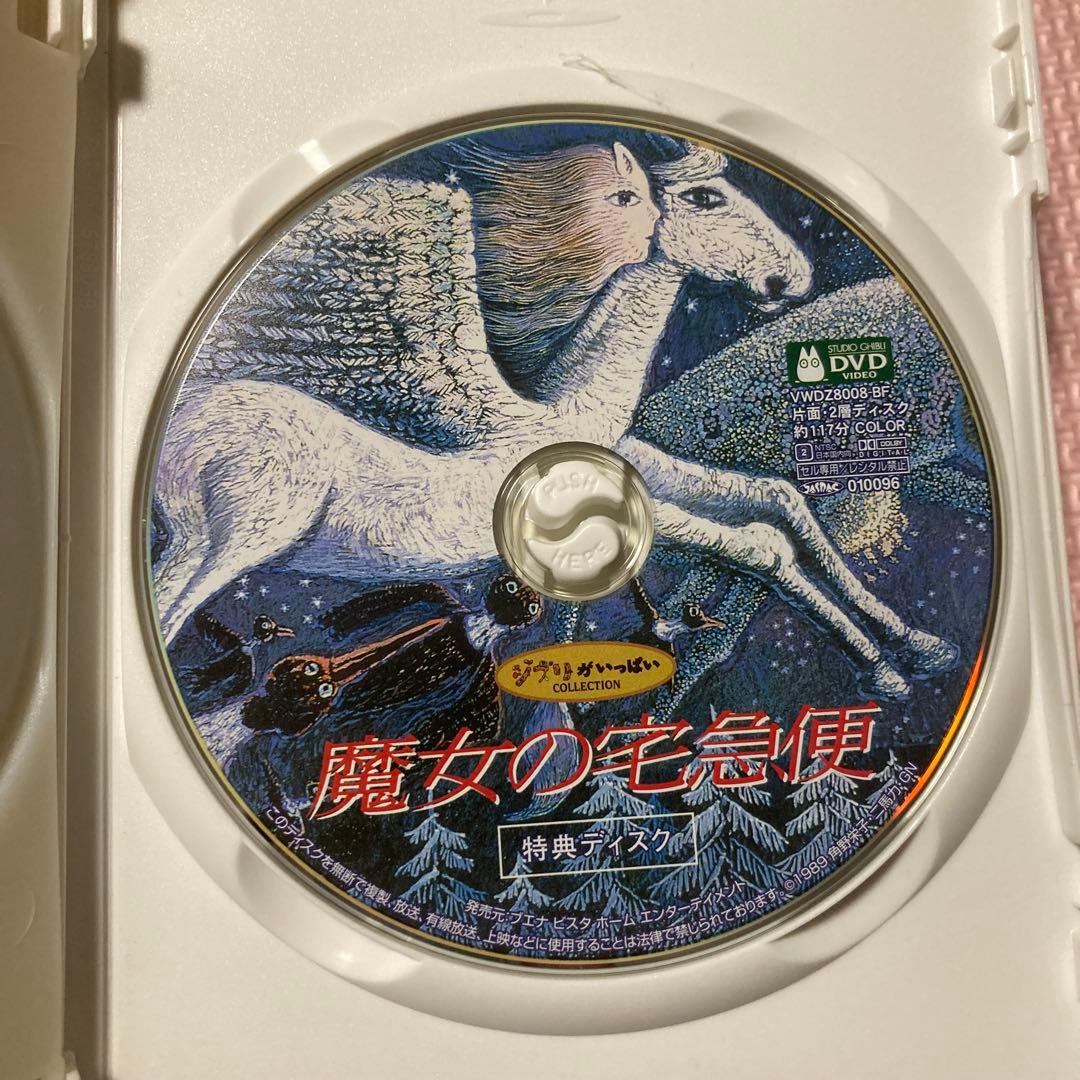 STUDIO GHIBLI
DVD
VIDEO
VWDZ8008-BF
片面・2層ディスク
約117分 COLOR
2 NTSC 日本国内向 DOLBY DIGITAL
セル専用/レンタル禁止
JASRAC 010096
PUSH
HERE
ジブリがいっぱい
COLLECTION
魔女の宅急便
特典ディスク
発売元:ブエナ ビスタ ホーム エンターテイメント
このディスクを無断で複製、放送、有線放送、上映などに使用することは法律で禁じられております。©1989 角野栄子・二馬力・GN